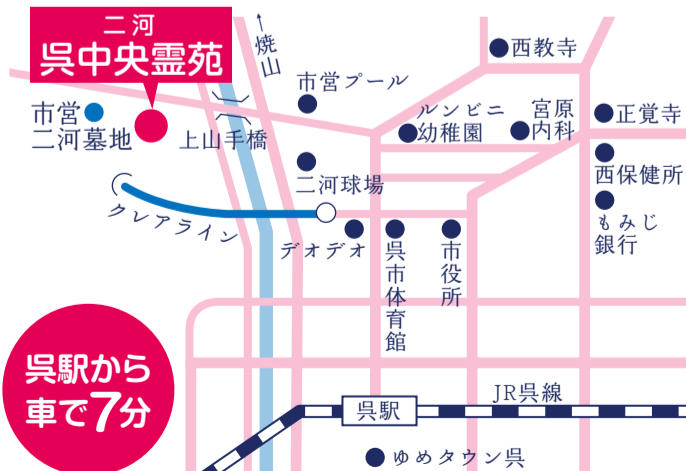 二河
呉中央霊苑
←焼山
市営プール
西教寺
ルンビニ
幼稚園
宮原
内科
正覚寺
市営
二河墓地
上山手橋
西保健所
二河球場
もみじ
銀行
クレアライン
デオデオ
呉市体育館
市役所
呉駅から
車で7分
呉駅
JR呉線
ゆめタウン呉